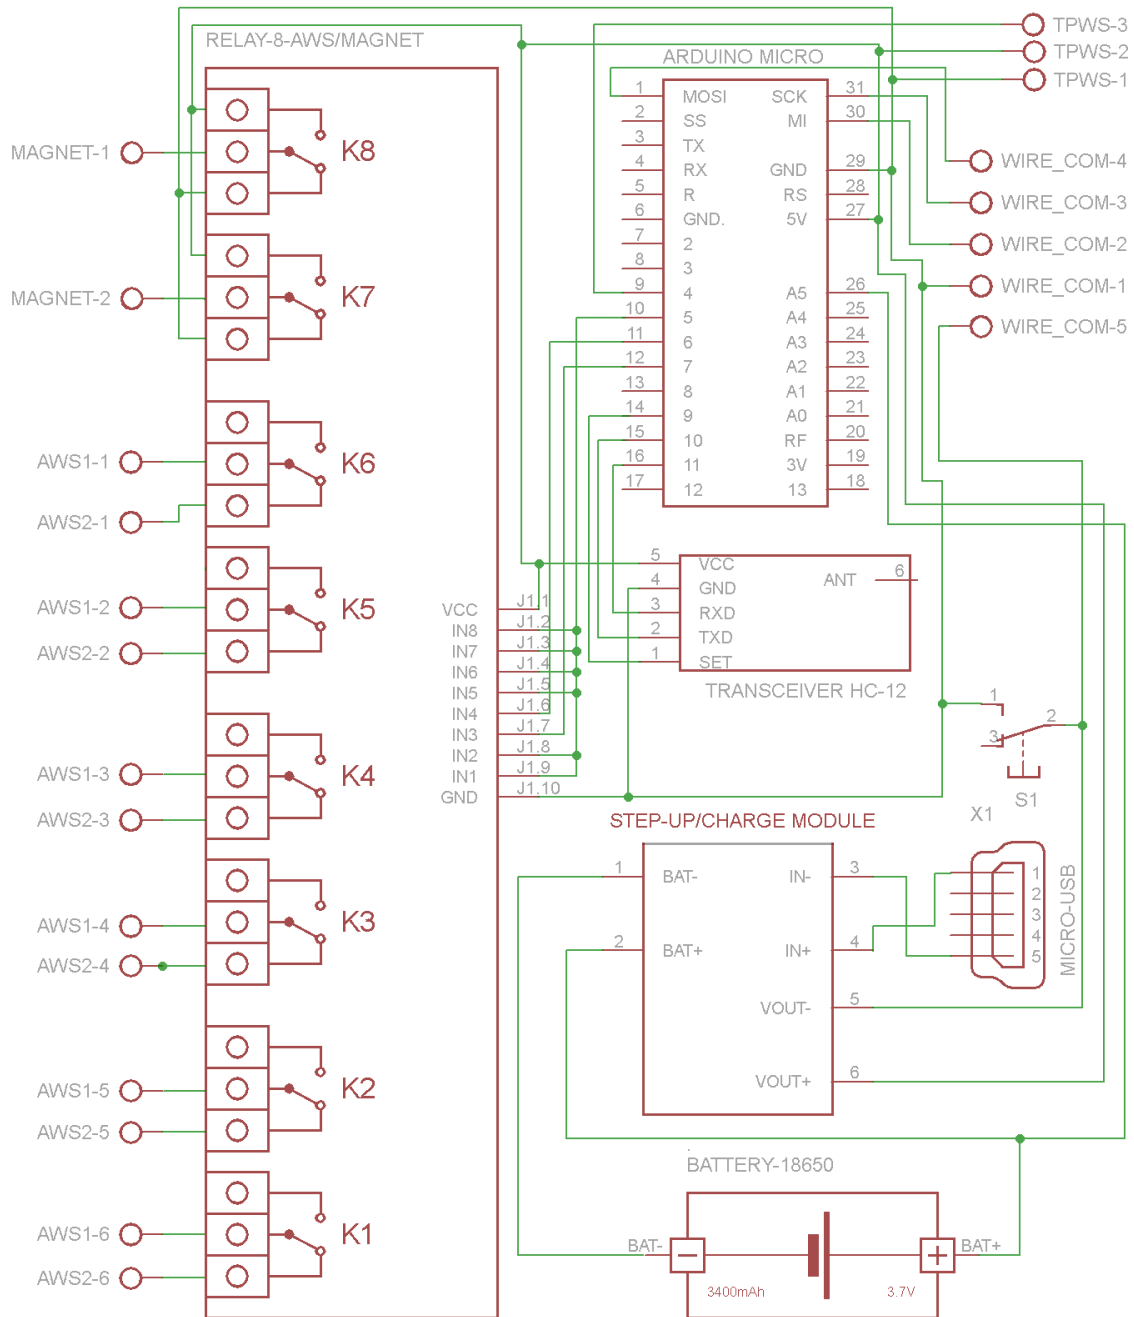 RELAY-8-AWS/MAGNET
K8
K7
K6
K5
K4
K3
K2
K1
MAGNET-1
MAGNET-2
AWS1-1
AWS2-1
AWS1-2
AWS2-2
AWS1-3
AWS2-3
AWS1-4
AWS2-4
AWS1-5
AWS2-5
AWS1-6
AWS2-6
VCC J1.1
IN8 J1.2
IN7 J1.3
IN6 J1.4
IN5 J1.5
IN4 J1.6
IN3 J1.7
IN2 J1.8
IN1 J1.9
GND J1.10
ARDUINO MICRO
1 MOSI SCK 31
2 SS MI 30
3 TX
4 RX GND 29
5 R RS 28
6 GND. 5V 27
7 2
8 3
9 4 A5 26
10 5 A4 25
11 6 A3 24
12 7 A2 23
13 8 A1 22
14 9 A0 21
15 10 RF 20
16 11 3V 19
17 12 13 18
TPWS-3
TPWS-2
TPWS-1
WIRE_COM-4
WIRE_COM-3
WIRE_COM-2
WIRE_COM-1
WIRE_COM-5
5 VCC
4 GND
3 RXD
2 TXD
1 SET
ANT 6
TRANSCEIVER HC-12
1
2
3
S1
X1
STEP-UP/CHARGE MODULE
1 BAT- IN- 3
2 BAT+ IN+ 4
VOUT- 5
VOUT+ 6
1
2
3
4
5
MICRO-USB
BATTERY-18650
BAT- − + BAT+
3400mAh 3.7V